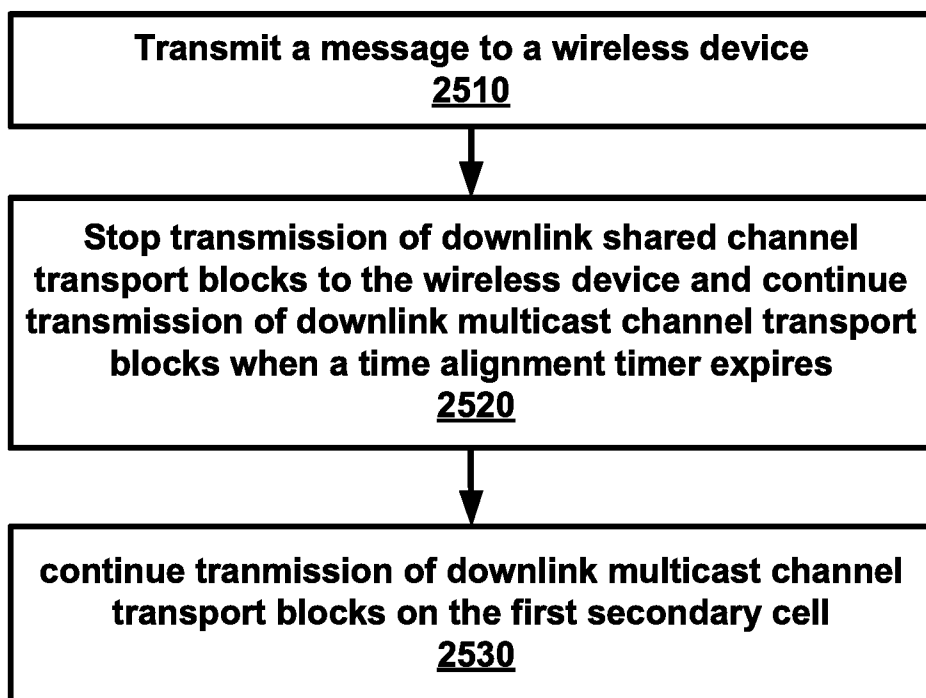 Transmit a message to a wireless device
2510
Stop transmission of downlink shared channel
transport blocks to the wireless device and continue
transmission of downlink multicast channel transport
blocks when a time alignment timer expires
2520
continue tranmission of downlink multicast channel
transport blocks on the first secondary cell
2530